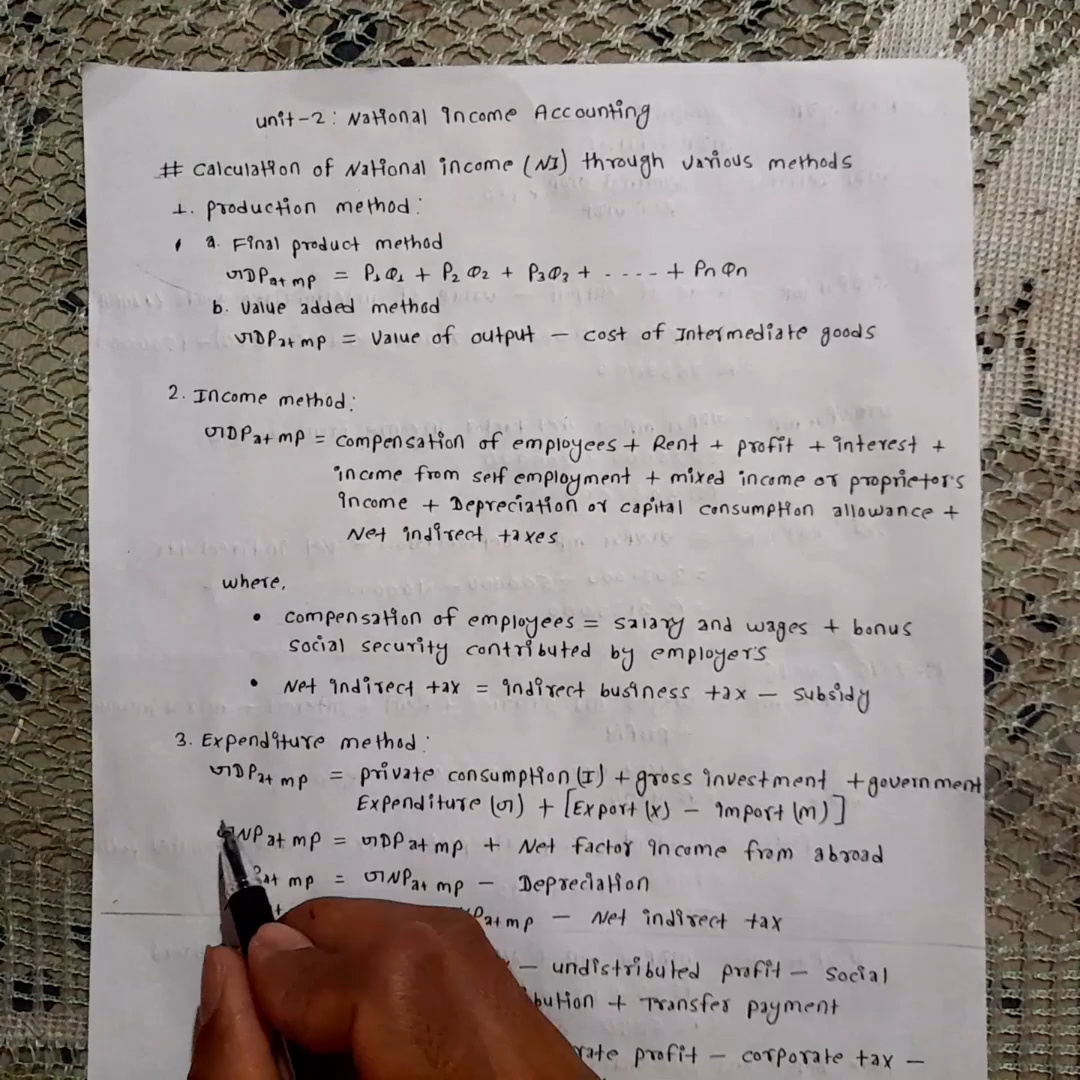 unit-2: National Income Accounting
# Calculation of National income (NI) through various methods
1. production method:
a. Final product method
GDPat mp = P1Q1 + P2Q2 + P3Q3 + ---- + PnQn
b. Value added method
GDPat mp = Value of output - cost of Intermediate goods
2. Income method:
GDPat mp = compensation of employees + Rent + profit + interest +
income from self employment + mixed income or proprietor's
income + Depreciation or capital consumption allowance +
Net indirect taxes
where,
• compensation of employees = salary and wages + bonus
social security contributed by employers
• Net indirect tax = indirect business tax - subsidy
3. Expenditure method:
GDPat mp = private consumption (I) + gross investment + government
Expenditure (G) + [Export (X) - Import (M)]
GNPat mp = GDPat mp + Net factor income from abroad
at mp = GNPat mp - Depreciation
at mp - Net indirect tax
- undistributed profit - social
+ Transfer payment
profit - corporate tax -